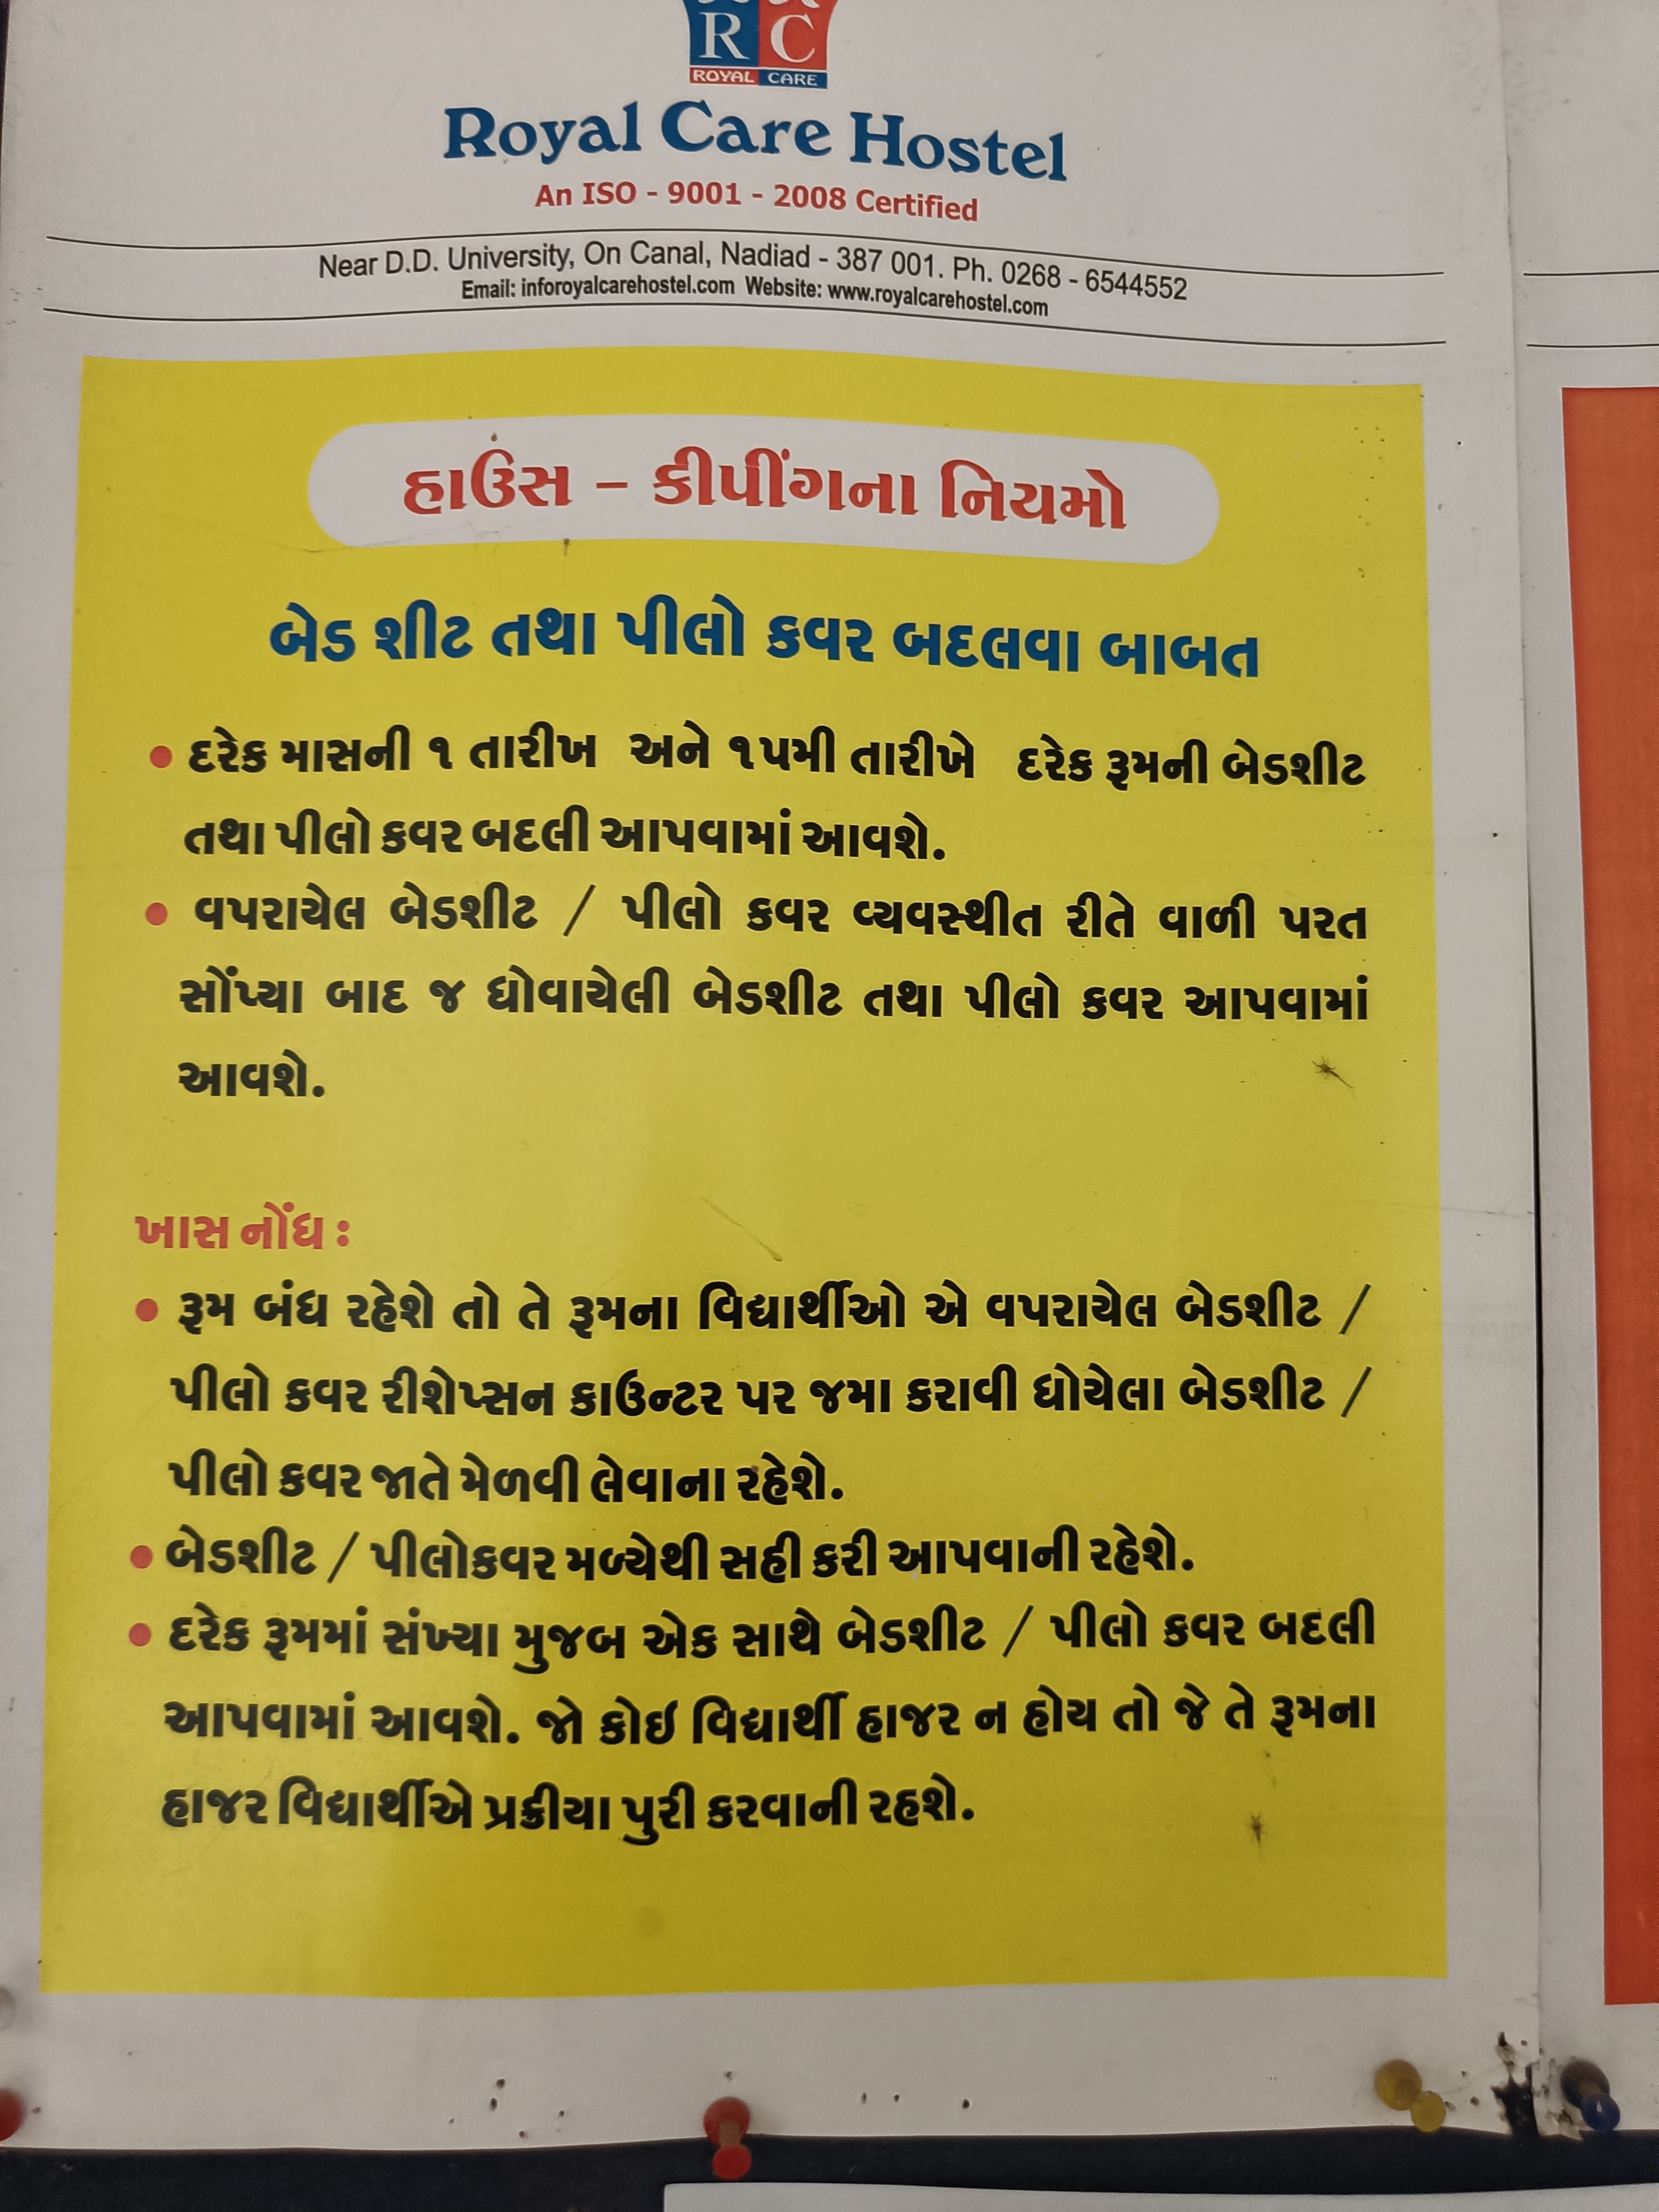 R C
ROYAL CARE
Royal Care Hostel
An ISO - 9001 - 2008 Certified
Near D.D. University, On Canal, Nadiad - 387 001. Ph. 0268 - 6544552
Email: inforoyalcarehostel.com Website: www.royalcarehostel.com
હાઉસ – કીપીંગના નિયમો
બેડ શીટ તથા પીલો કવર બદલવા બાબત
• દરેક માસની ૧ તારીખ અને ૧૫મી તારીખે દરેક રૂમની બેડશીટ
તથા પીલો કવર બદલી આપવામાં આવશે.
• વપરાયેલ બેડશીટ / પીલો કવર વ્યવસ્થીત રીતે વાળી પરત
સોંપ્યા બાદ જ ધોવાયેલી બેડશીટ તથા પીલો કવર આપવામાં
આવશે.
ખાસ નોંધ :
• રૂમ બંધ રહેશે તો તે રૂમના વિદ્યાર્થીઓ એ વપરાયેલ બેડશીટ /
પીલો કવર રીશેપ્સન કાઉન્ટર પર જમા કરાવી ધોયેલા બેડશીટ /
પીલો કવર જાતે મેળવી લેવાના રહેશે.
• બેડશીટ / પીલોકવર મળ્યેથી સહી કરી આપવાની રહેશે.
• દરેક રૂમમાં સંખ્યા મુજબ એક સાથે બેડશીટ / પીલો કવર બદલી
આપવામાં આવશે. જો કોઇ વિદ્યાર્થી હાજર ન હોય તો જે તે રૂમના
હાજર વિદ્યાર્થીએ પ્રક્રીયા પુરી કરવાની રહશે.